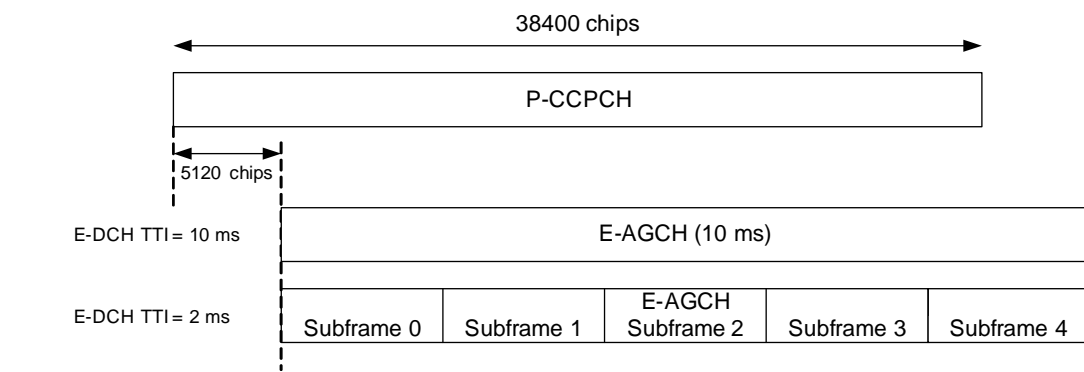 38400 chips
P-CCPCH
5120 chips
E-DCH TTI = 10 ms
E-AGCH (10 ms)
E-DCH TTI = 2 ms
Subframe 0
Subframe 1
E-AGCH
Subframe 2
Subframe 3
Subframe 4